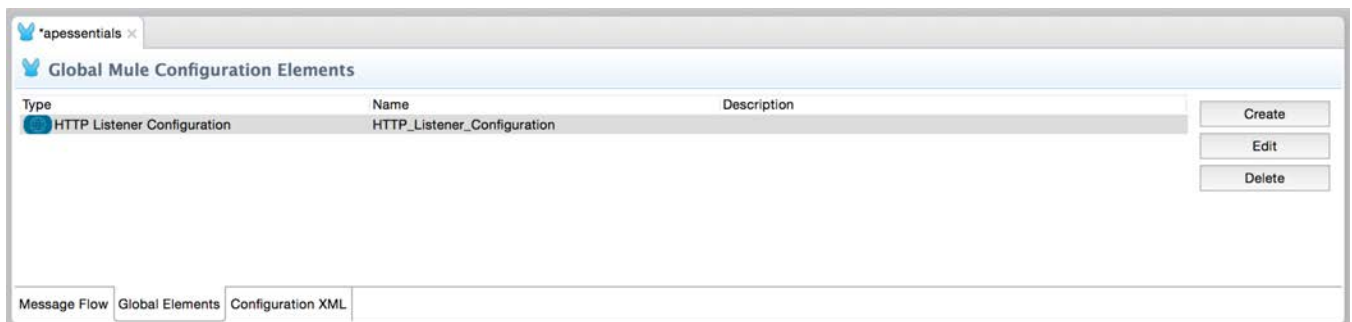 *apessentials
Global Mule Configuration Elements
Type Name Description
HTTP Listener Configuration HTTP_Listener_Configuration
Create
Edit
Delete
Message Flow Global Elements Configuration XML